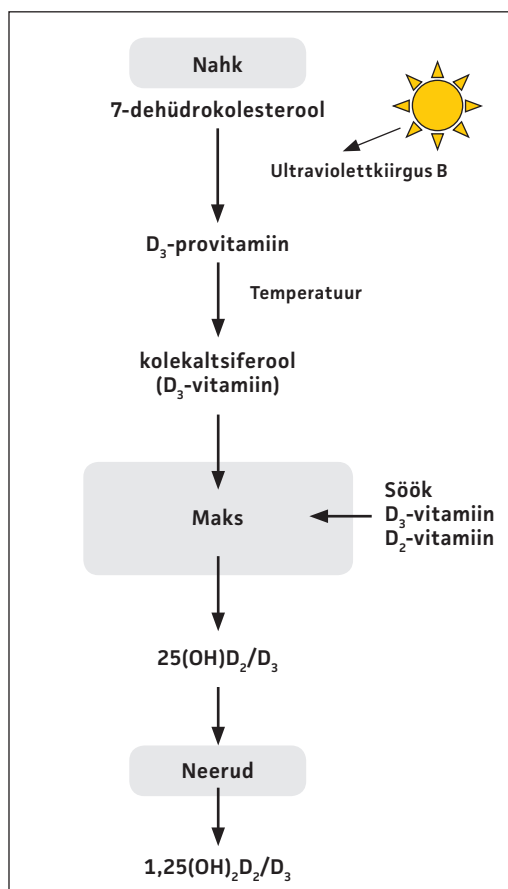 Nahk
7-dehüdrokolesterool
Ultraviolettkiirgus B
D₃-provitamiin
Temperatuur
kolekaltsiferool
(D₃-vitamiin)
Maks
Söök
D₃-vitamiin
D₂-vitamiin
25(OH)D₂/D₃
Neerud
1,25(OH)₂D₂/D₃